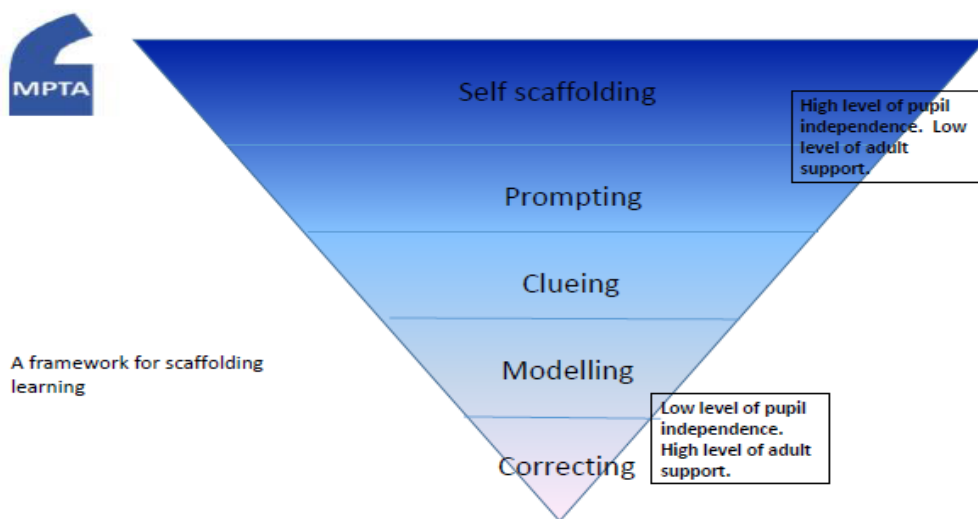 MPTA
Self scaffolding
High level of pupil
independence. Low
level of adult
support.
Prompting
Clueing
A framework for scaffolding
learning
Modelling
Low level of pupil
independence.
High level of adult
support.
Correcting